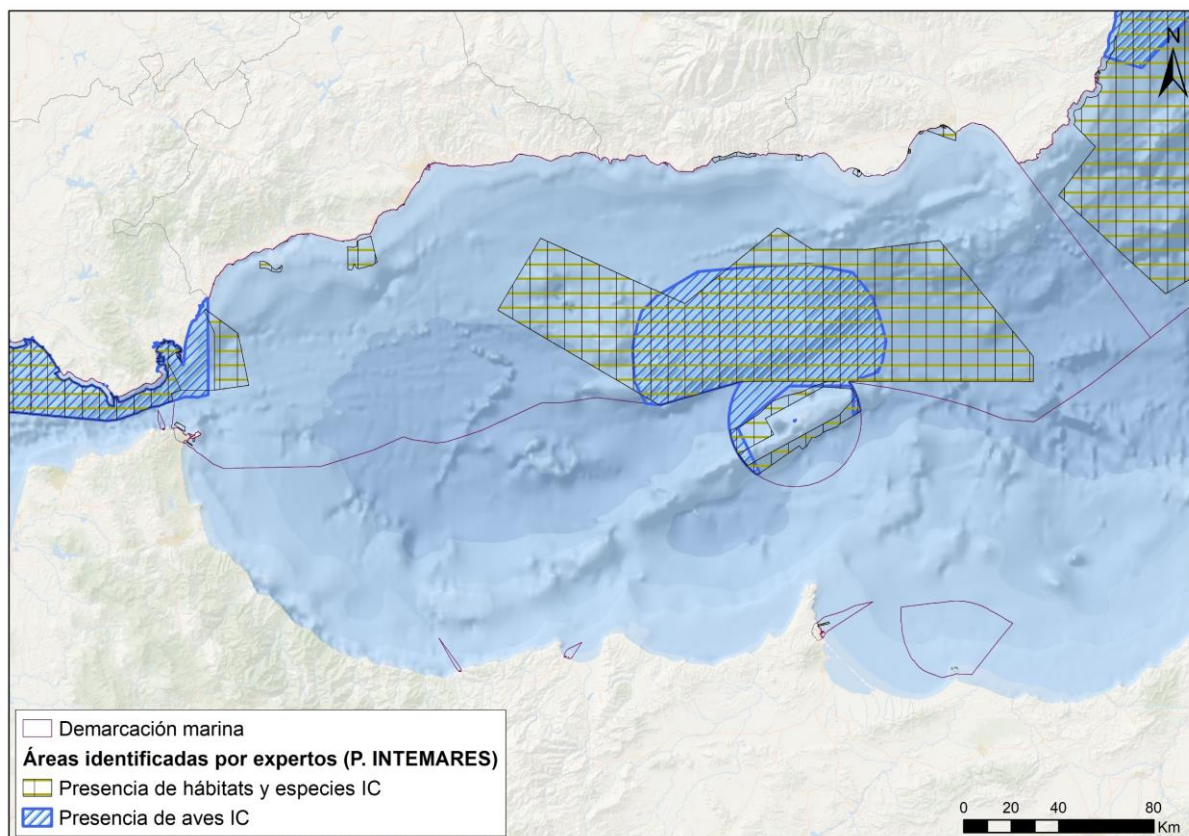 N
Demarcación marina
Áreas identificadas por expertos (P. INTEMARES)
Presencia de hábitats y especies IC
Presencia de aves IC
0 20 40 80
Km